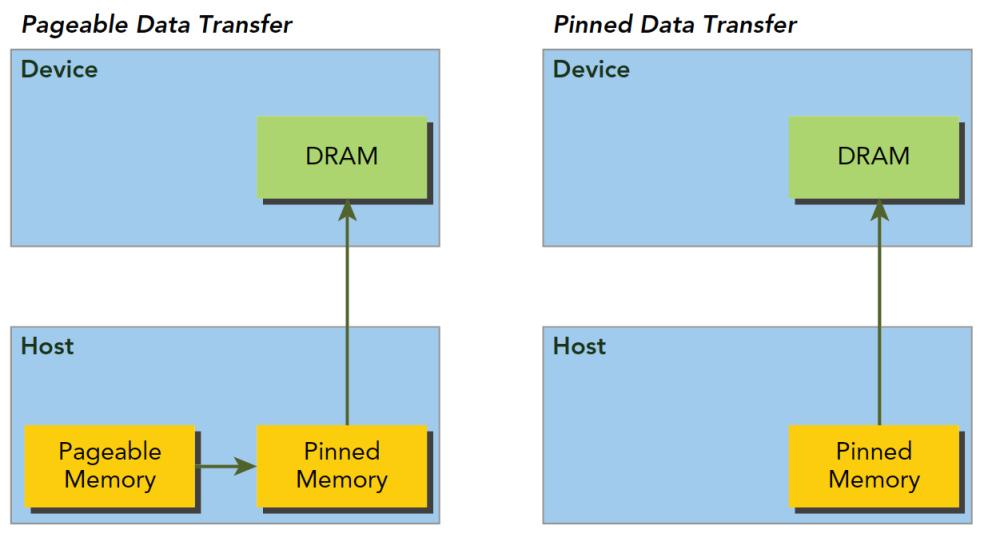 Pageable Data Transfer
Device
DRAM
Host
Pageable
Memory
Pinned
Memory
Pinned Data Transfer
Device
DRAM
Host
Pinned
Memory